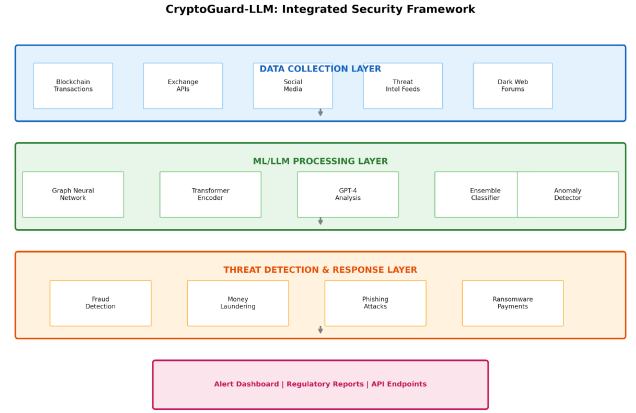 CryptoGuard-LLM: Integrated Security Framework
DATA COLLECTION LAYER
Blockchain
Transactions
Exchange
APIs
Social
Media
Threat
Intel Feeds
Dark Web
Forums
ML/LLM PROCESSING LAYER
Graph Neural
Network
Transformer
Encoder
GPT-4
Analysis
Ensemble
Classifier
Anomaly
Detector
THREAT DETECTION & RESPONSE LAYER
Fraud
Detection
Money
Laundering
Phishing
Attacks
Ransomware
Payments
Alert Dashboard | Regulatory Reports | API Endpoints